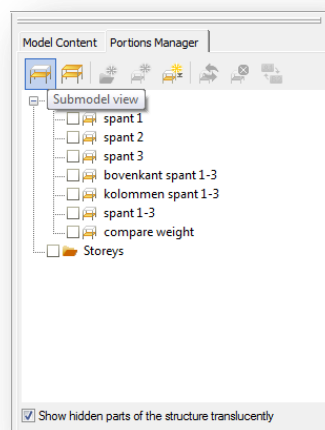 Model Content Portions Manager
Submodel view
spant 1
spant 2
spant 3
bovenkant spant 1-3
kolommen spant 1-3
spant 1-3
compare weight
Storeys
Show hidden parts of the structure translucently